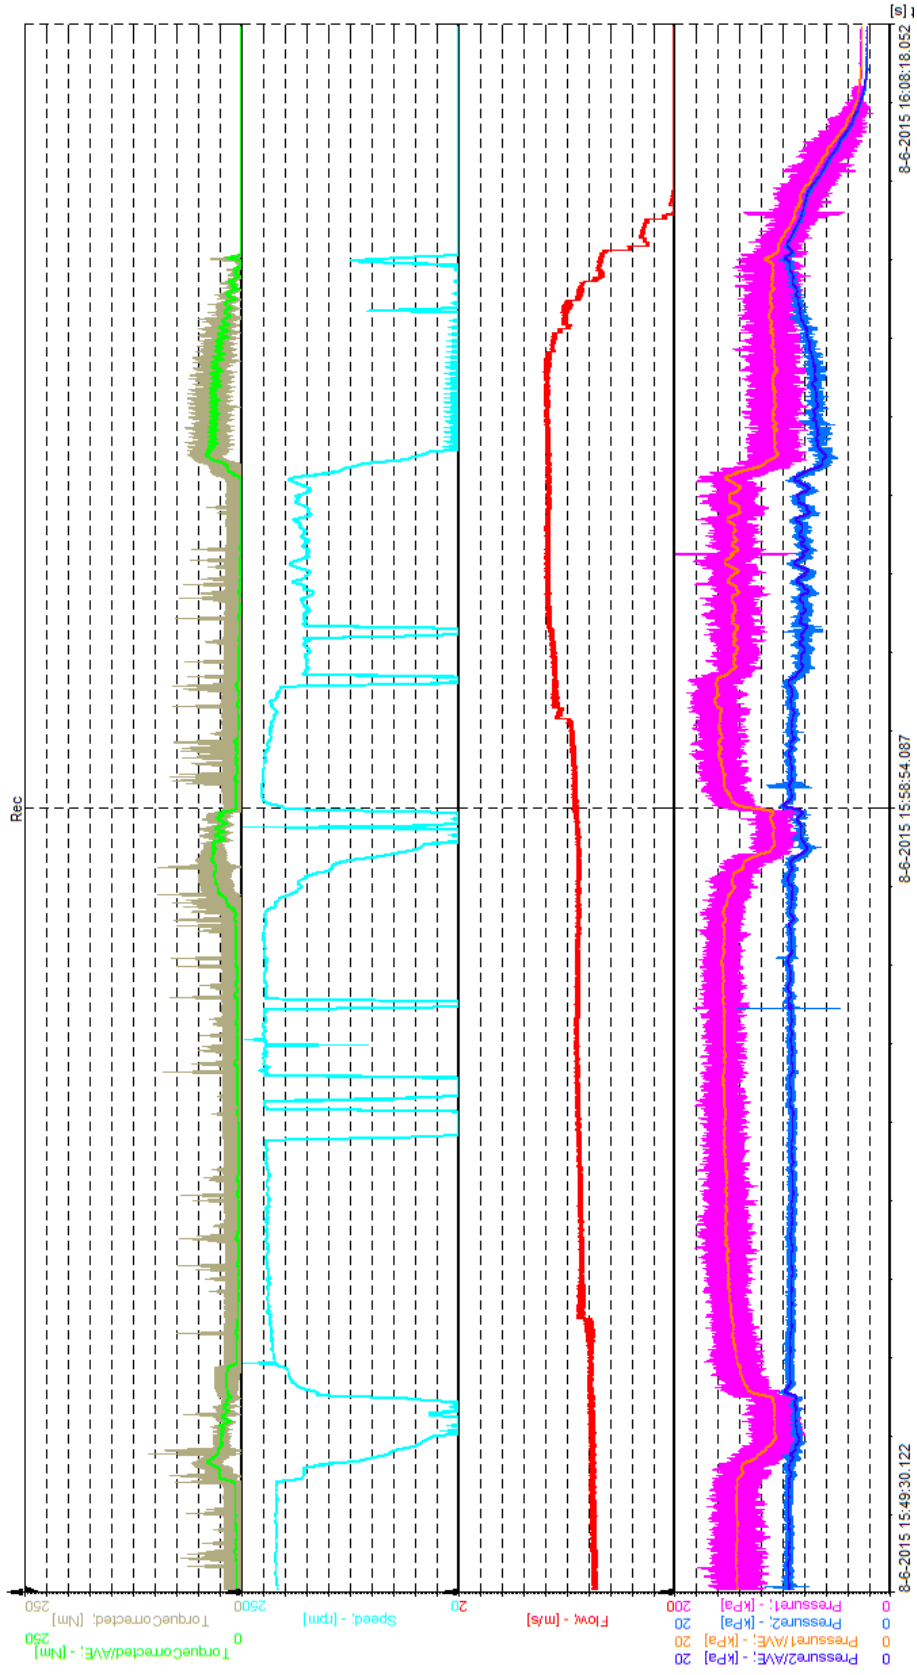 Rec
250 TorqueCorrected; [Nm]
250 TorqueCorrected/AVE; - [Nm] 0
2500
Speed; - [rpm]
20
Flow, - [m/s]
200
0 Pressure1; - [kPa]
0 Pressure2; - [kPa] 20
0 Pressure1/AVE; - [kPa] 20
0 Pressure2/AVE; - [kPa] 20
8-6-2015 15:49:30.122
8-6-2015 15:58:54.087
8-6-2015 16:08:18.052
t [s]